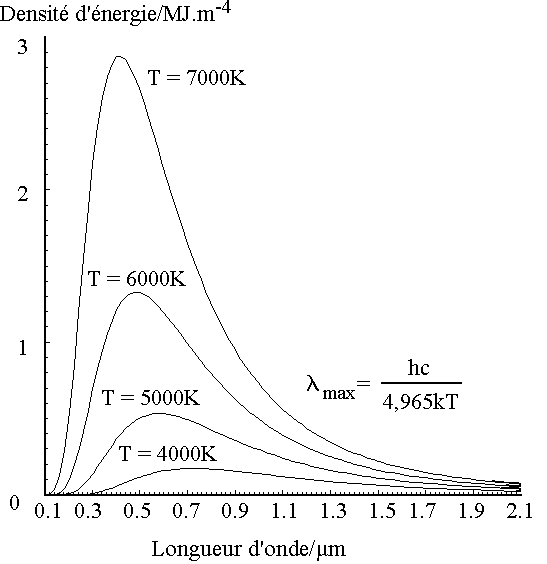 Densité d'énergie/MJ.m-4
3
T = 7000K
2
T = 6000K
1
hc
λmax=
4,965kT
T = 5000K
T = 4000K
0
0.1 0.3 0.5 0.7 0.9 1.1 1.3 1.5 1.7 1.9 2.1
Longueur d'onde/µm